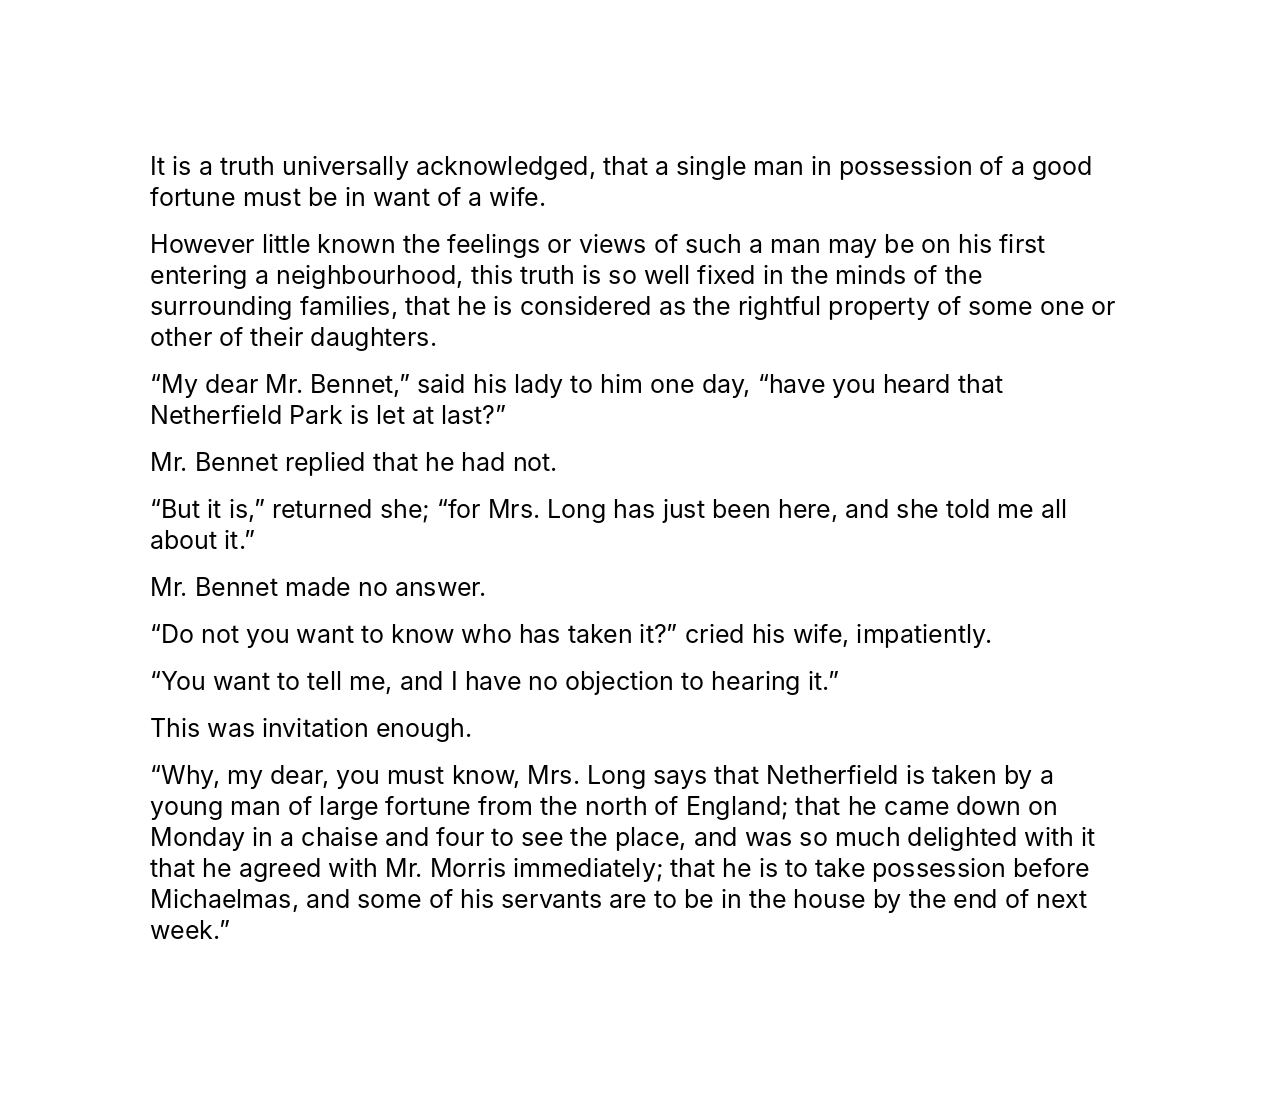 It is a truth universally acknowledged, that a single man in possession of a good
fortune must be in want of a wife.
However little known the feelings or views of such a man may be on his first
entering a neighbourhood, this truth is so well fixed in the minds of the
surrounding families, that he is considered as the rightful property of some one or
other of their daughters.
“My dear Mr. Bennet,” said his lady to him one day, “have you heard that
Netherfield Park is let at last?”
Mr. Bennet replied that he had not.
“But it is,” returned she; “for Mrs. Long has just been here, and she told me all
about it.”
Mr. Bennet made no answer.
“Do not you want to know who has taken it?” cried his wife, impatiently.
“You want to tell me, and I have no objection to hearing it.”
This was invitation enough.
“Why, my dear, you must know, Mrs. Long says that Netherfield is taken by a
young man of large fortune from the north of England; that he came down on
Monday in a chaise and four to see the place, and was so much delighted with it
that he agreed with Mr. Morris immediately; that he is to take possession before
Michaelmas, and some of his servants are to be in the house by the end of next
week.”